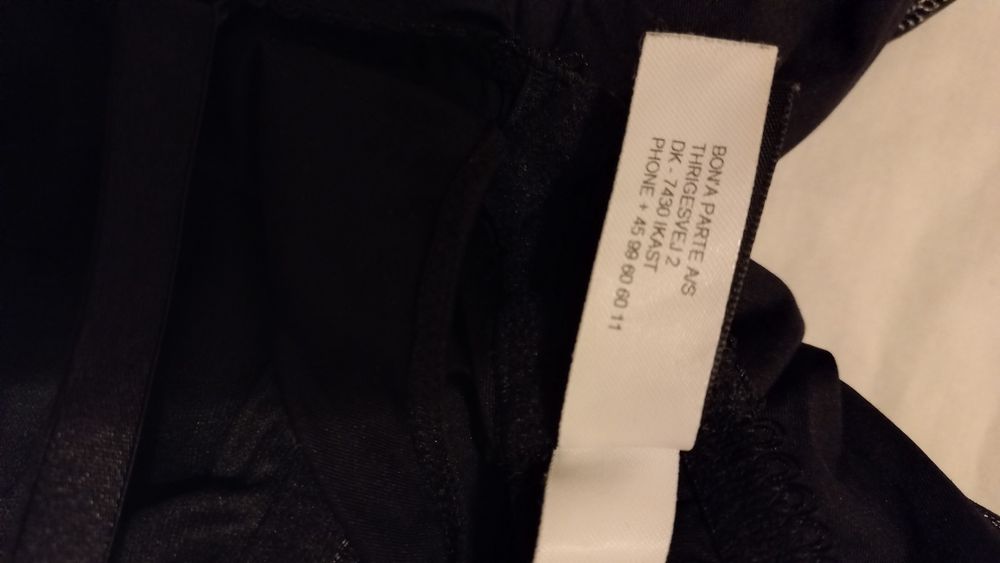 BON'A PARTE A/S
THRIGESVEJ 2
DK - 7430 IKAST
PHONE + 45 99 60 60 11